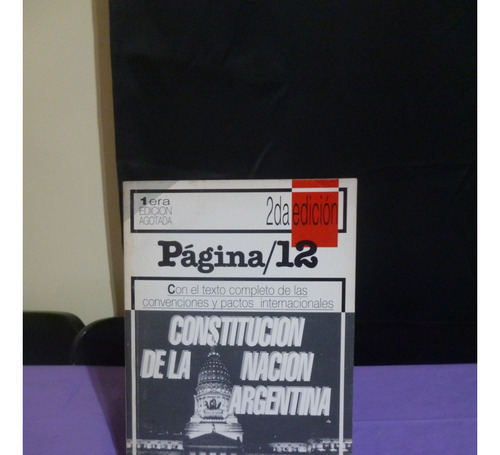 1era
EDICION
AGOTADA
2da edición
Página/12
Con el texto completo de las
convenciones y pactos internacionales
CONSTITUCION
DE LA NACION
ARGENTINA